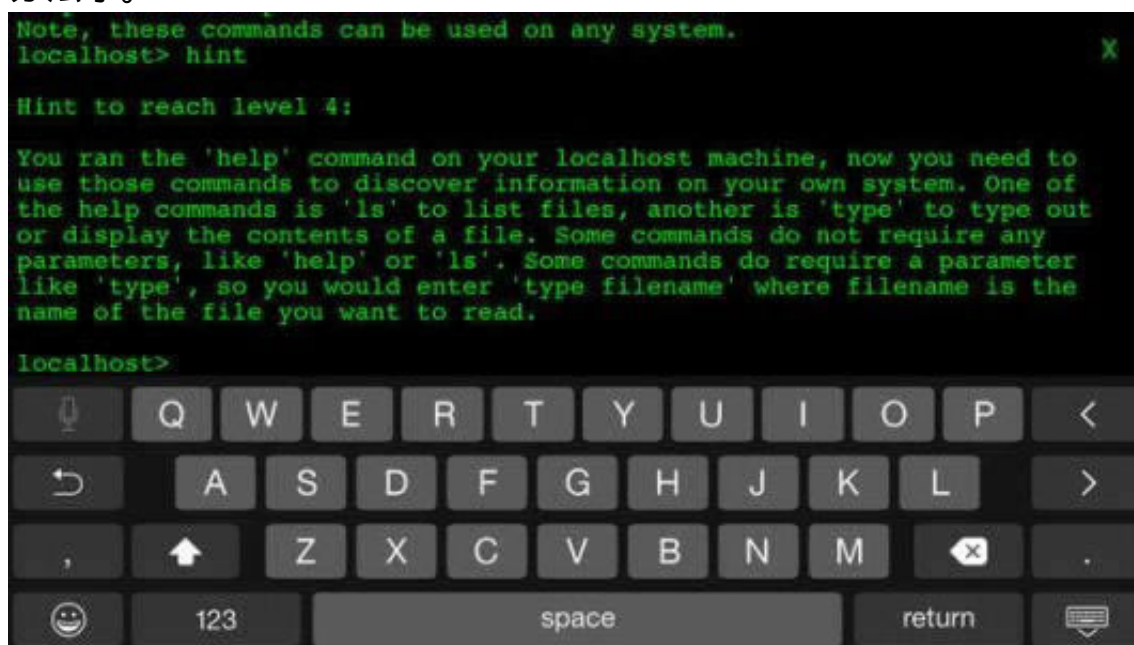 Note, these commands can be used on any system.
localhost> hint
X
Hint to reach level 4:
You ran the 'help' command on your localhost machine, now you need to
use those commands to discover information on your own system. One of
the help commands is 'ls' to list files, another is 'type' to type out
or display the contents of a file. Some commands do not require any
parameters, like 'help' or 'ls'. Some commands do require a parameter
like 'type', so you would enter 'type filename' where filename is the
name of the file you want to read.
localhost>
Q W E R T Y U I O P <
A S D F G H J K L >
, Z X C V B N M .
123 space return